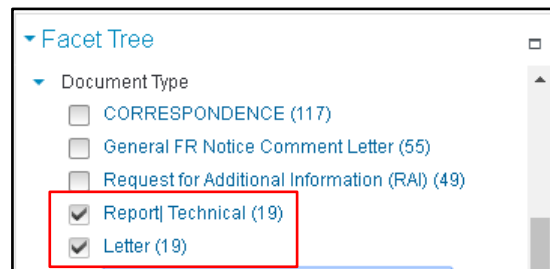 Facet Tree
Document Type
CORRESPONDENCE (117)
General FR Notice Comment Letter (55)
Request for Additional Information (RAI) (49)
Report| Technical (19)
Letter (19)